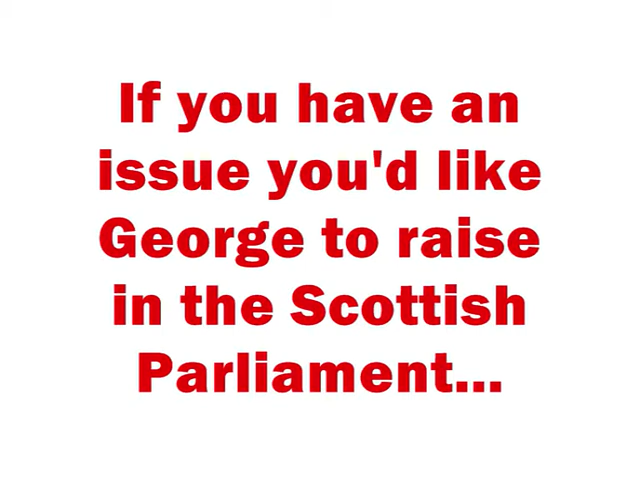 If you have an
issue you'd like
George to raise
in the Scottish
Parliament...